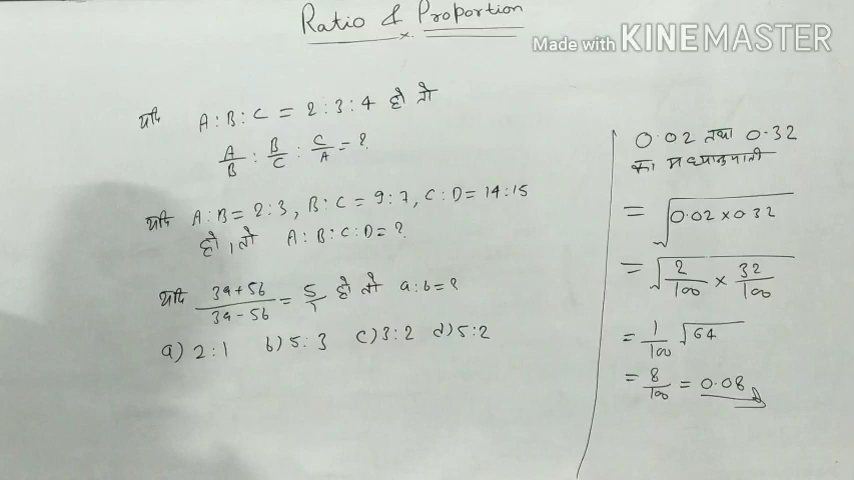 Ratio & Proportion
Made with KINEMASTER
यदि A:B:C = 2:3:4 हो तो
A/B : B/C : C/A = ?
यदि A:B = 2:3, B:C = 9:7, C:D = 14:15
हो, तो A:B:C:D = ?
यदि (3a+5b)/(3a-5b) = 5/1 हो तो a:b = ?
a) 2:1 b) 5:3 c) 3:2 d) 5:2
0.02 तथा 0.32
का मध्यानुपाती
= √(0.02 × 0.32)
= √(2/100 × 32/100)
= 1/100 √64
= 8/100 = 0.08